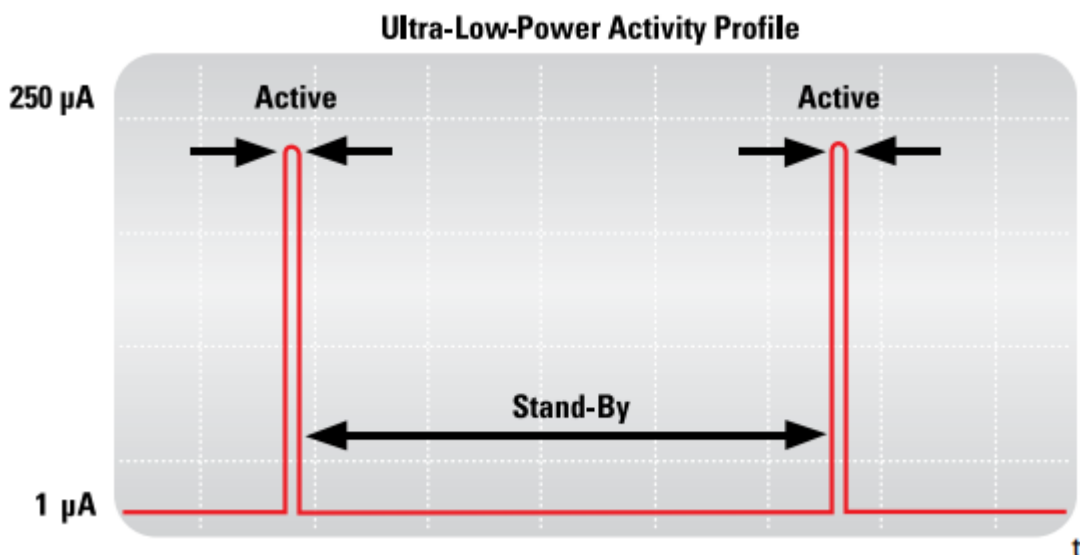 Ultra-Low-Power Activity Profile
250 µA
Active
Active
Stand-By
1 µA
t